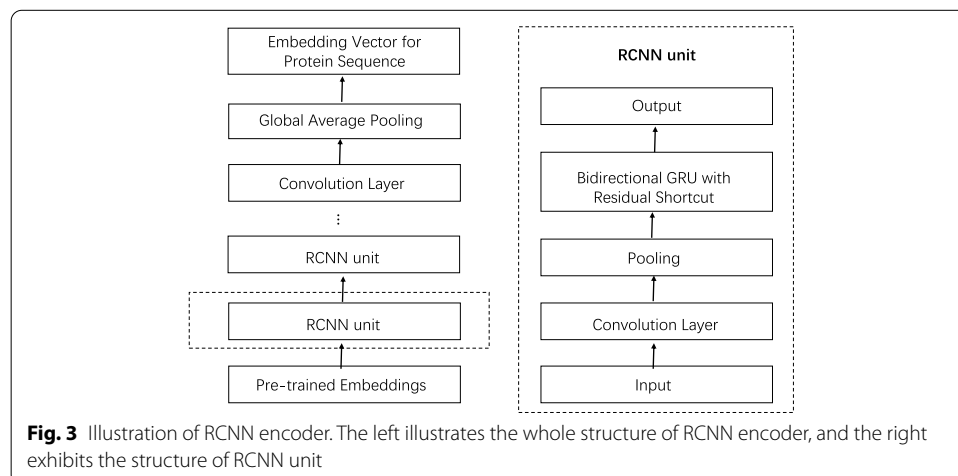 Embedding Vector for
Protein Sequence
Global Average Pooling
Convolution Layer
⋮
RCNN unit
RCNN unit
Pre-trained Embeddings
RCNN unit
Output
Bidirectional GRU with
Residual Shortcut
Pooling
Convolution Layer
Input
Fig. 3 Illustration of RCNN encoder. The left illustrates the whole structure of RCNN encoder, and the right
exhibits the structure of RCNN unit